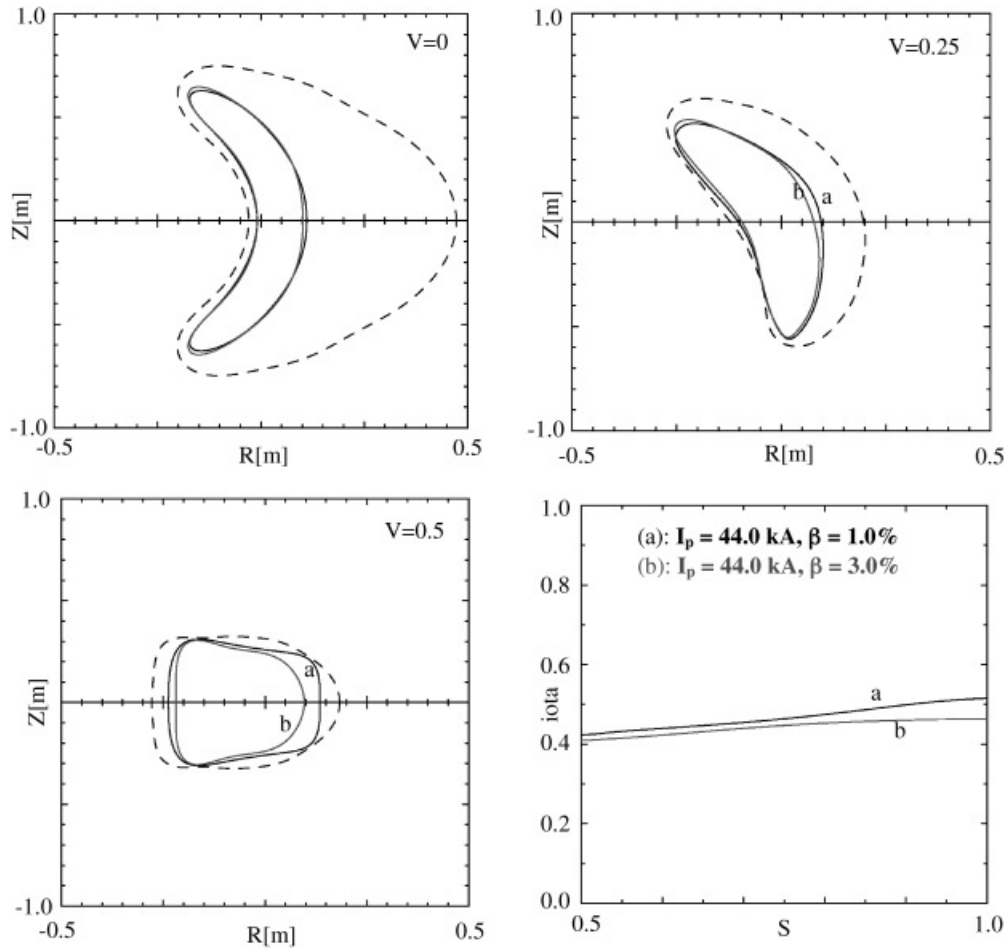 1.0
V=0
Z[m]
-1.0
-0.5
R[m]
0.5
1.0
V=0.25
b
a
Z[m]
-1.0
-0.5
R[m]
0.5
1.0
V=0.5
a
b
Z[m]
-1.0
-0.5
R[m]
0.5
1.0
(a): Ip = 44.0 kA, β = 1.0%
(b): Ip = 44.0 kA, β = 3.0%
0.8
0.6
iota
a
b
0.4
0.2
0.0
0.5
S
1.0